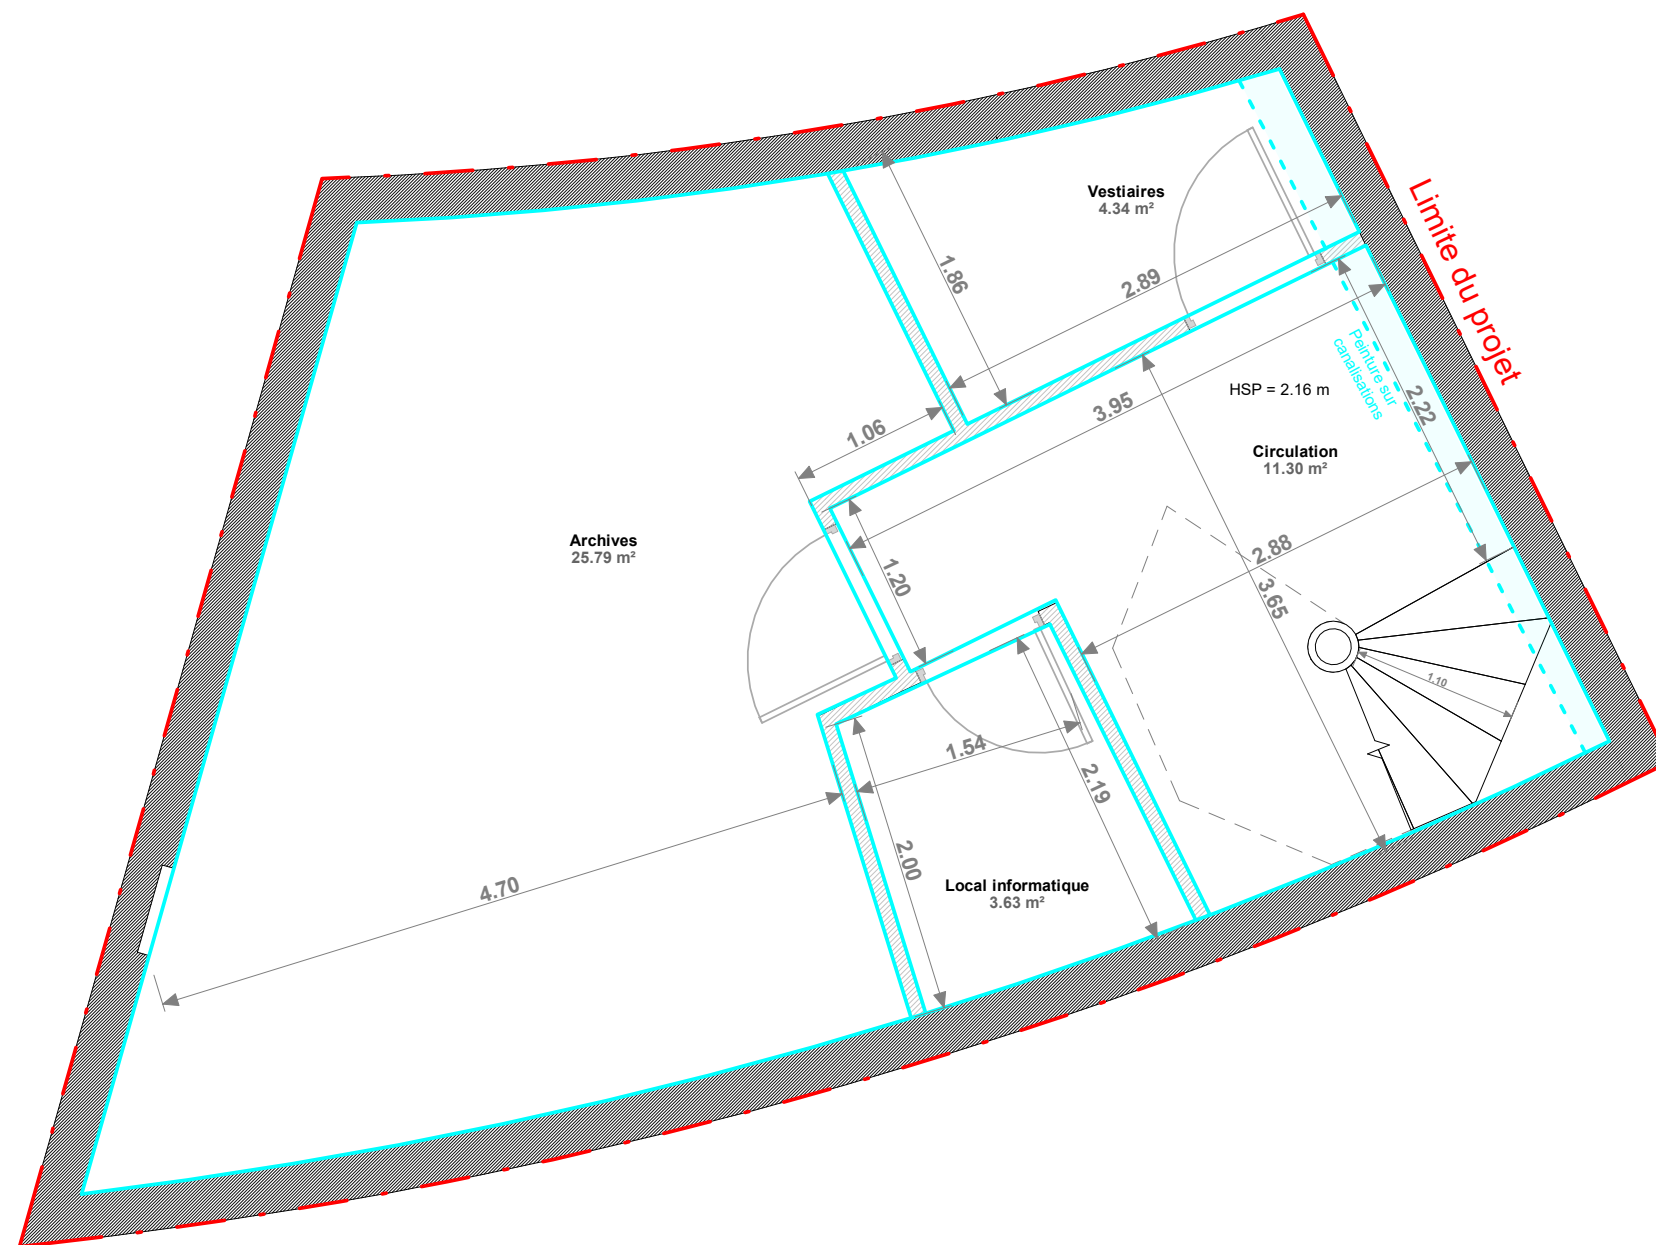 Vestiaires
4.34 m²
Limite du projet
1.86
2.89
Peinture sur
canalisations
HSP = 2.16 m
2.22
3.95
1.06
Circulation
11.30 m²
Archives
25.79 m²
1.20
2.88
3.65
1.10
1.54
2.19
2.00
4.70
Local informatique
3.63 m²